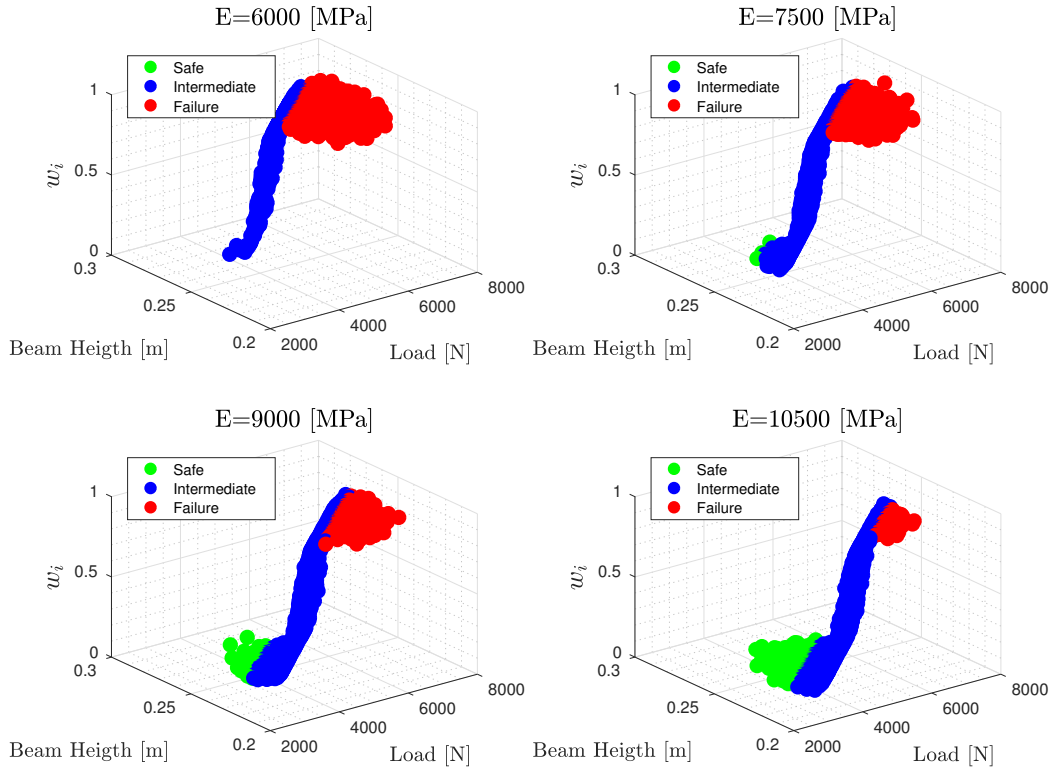 E=6000 [MPa]
Safe
Intermediate
Failure
1
0.5
0
w_i
0.3
0.25
0.2
Beam Heigth [m]
2000
4000
6000
8000
Load [N]
E=7500 [MPa]
Safe
Intermediate
Failure
1
0.5
0
w_i
0.3
0.25
0.2
Beam Heigth [m]
2000
4000
6000
8000
Load [N]
E=9000 [MPa]
Safe
Intermediate
Failure
1
0.5
0
w_i
0.3
0.25
0.2
Beam Heigth [m]
2000
4000
6000
8000
Load [N]
E=10500 [MPa]
Safe
Intermediate
Failure
1
0.5
0
w_i
0.3
0.25
0.2
Beam Heigth [m]
2000
4000
6000
8000
Load [N]